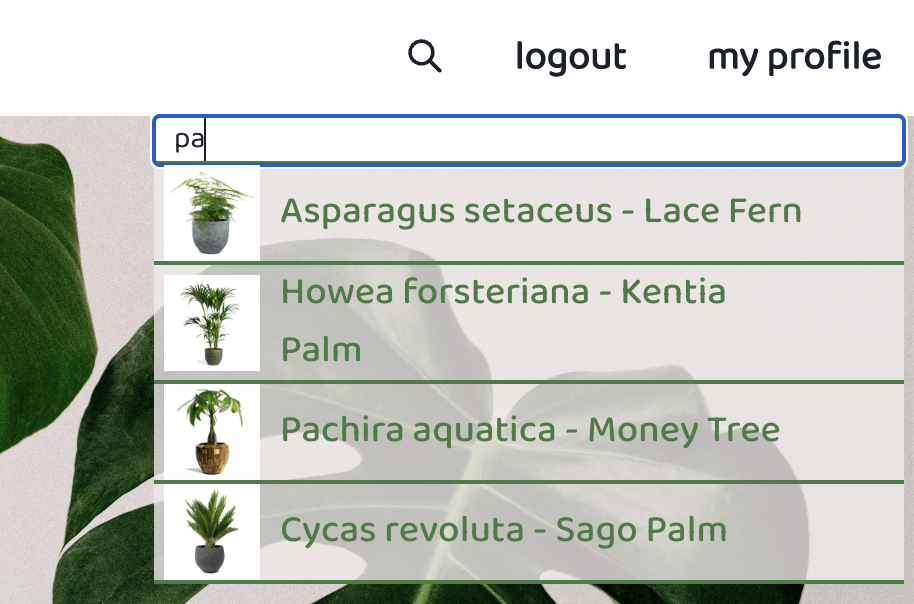 logout my profile
pa
Asparagus setaceus - Lace Fern
Howea forsteriana - Kentia
Palm
Pachira aquatica - Money Tree
Cycas revoluta - Sago Palm